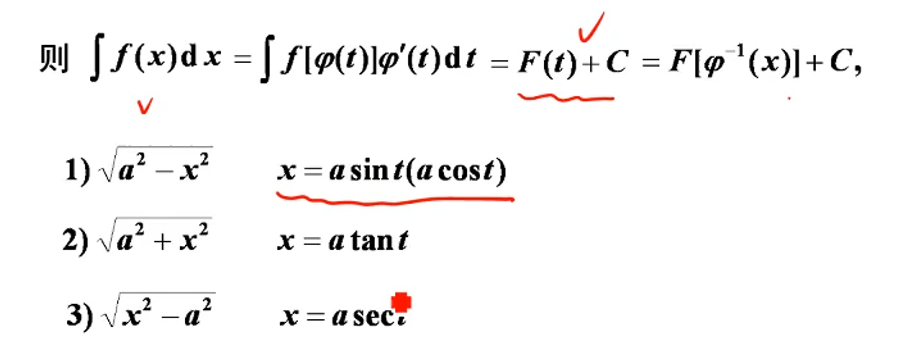 则 ∫f(x)dx = ∫f[φ(t)]φ′(t)dt = F(t)+C = F[φ⁻¹(x)]+C,
1) √(a² − x²) x = a sin t(a cos t)
2) √(a² + x²) x = a tan t
3) √(x² − a²) x = a sec t